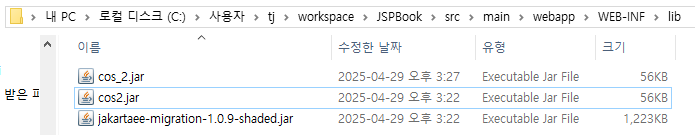 내 PC > 로컬 디스크 (C:) > 사용자 > tj > workspace > JSPBook > src > main > webapp > WEB-INF > lib
이름 수정한 날짜 유형 크기
cos_2.jar 2025-04-29 오후 3:27 Executable Jar File 56KB
받은 파
cos2.jar 2025-04-29 오후 3:22 Executable Jar File 56KB
jakartaee-migration-1.0.9-shaded.jar 2025-04-29 오후 3:22 Executable Jar File 1,223KB